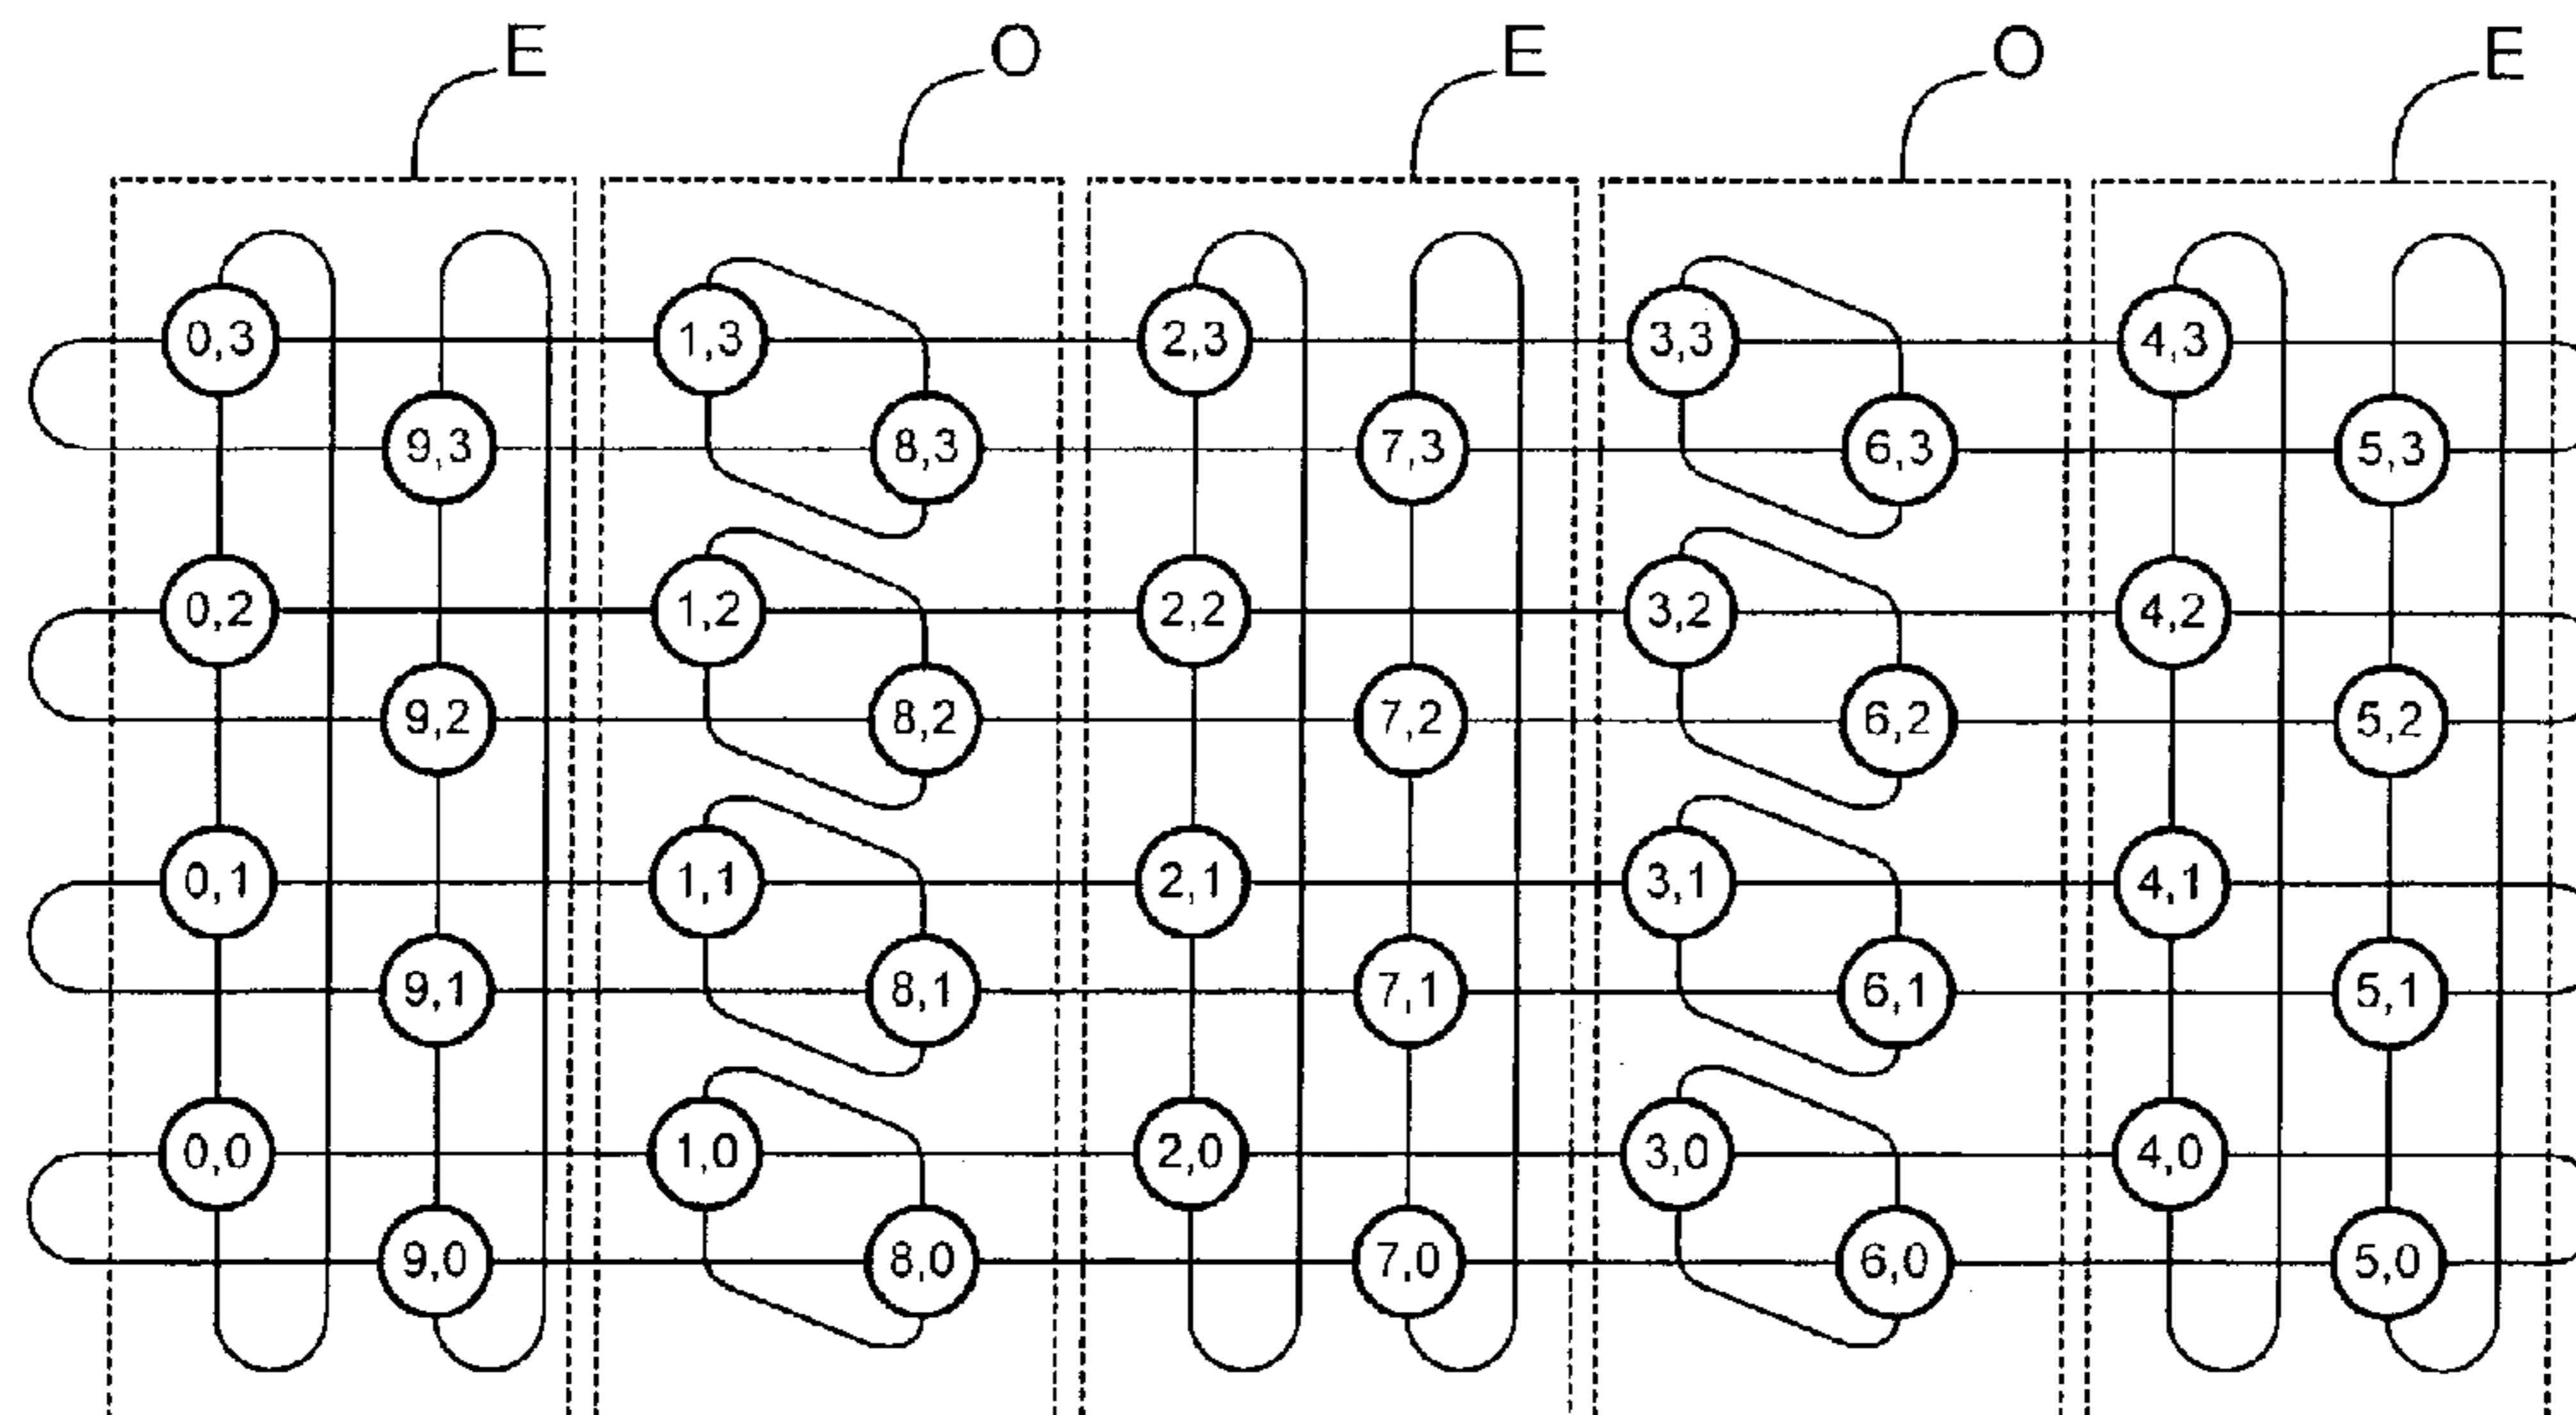 E O E O E
0,3 1,3 2,3 3,3 4,3
9,3 8,3 7,3 6,3 5,3
0,2 1,2 2,2 3,2 4,2
9,2 8,2 7,2 6,2 5,2
0,1 1,1 2,1 3,1 4,1
9,1 8,1 7,1 6,1 5,1
0,0 1,0 2,0 3,0 4,0
9,0 8,0 7,0 6,0 5,0